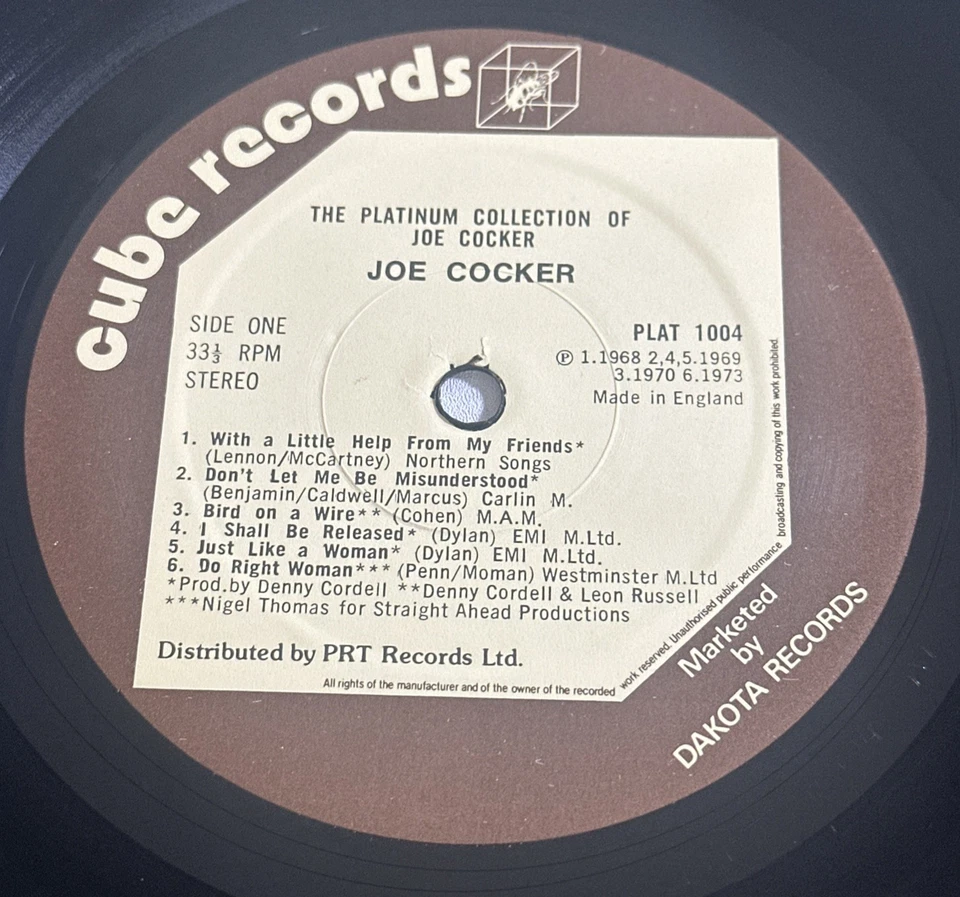 cube records
THE PLATINUM COLLECTION OF
JOE COCKER
JOE COCKER
SIDE ONE
33⅓ RPM
STEREO
PLAT 1004
Ⓟ 1.1968 2,4,5.1969
3.1970 6.1973
Made in England
1. With a Little Help From My Friends*
(Lennon/McCartney) Northern Songs
2. Don't Let Me Be Misunderstood*
(Benjamin/Caldwell/Marcus) Carlin M.
3. Bird on a Wire** (Cohen) M.A.M.
4. I Shall Be Released* (Dylan) EMI M.Ltd.
5. Just Like a Woman* (Dylan) EMI M.Ltd.
6. Do Right Woman*** (Penn/Moman) Westminster M.Ltd
*Prod.by Denny Cordell **Denny Cordell & Leon Russell
***Nigel Thomas for Straight Ahead Productions
Distributed by PRT Records Ltd.
All rights of the manufacturer and of the owner of the recorded work reserved. Unauthorised public performance broadcasting and copying of this work prohibited.
Marketed
by
DAKOTA RECORDS